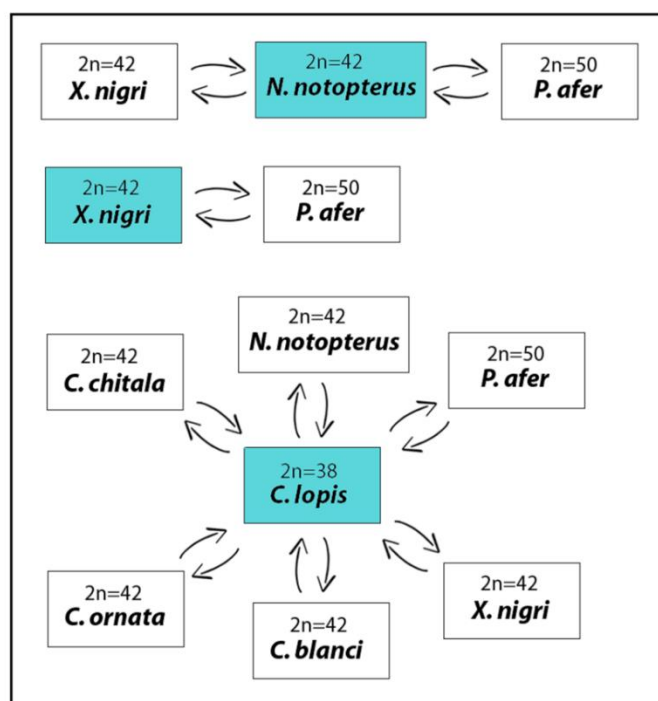 2n=42
X. nigri
2n=42
N. notopterus
2n=50
P. afer
2n=42
X. nigri
2n=50
P. afer
2n=42
N. notopterus
2n=42
C. chitala
2n=50
P. afer
2n=38
C. lopis
2n=42
C. ornata
2n=42
C. blanci
2n=42
X. nigri